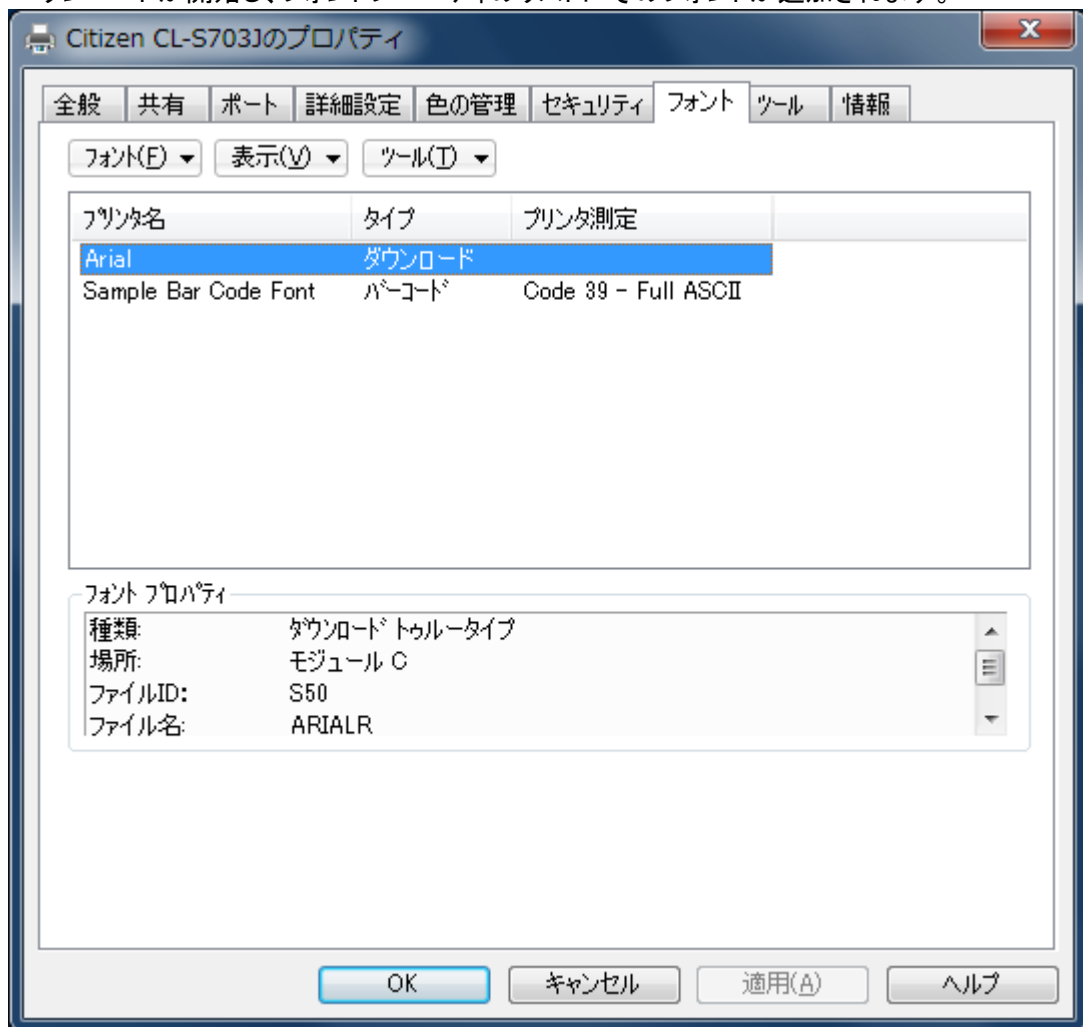 Citizen CL-S703Jのプロパティ
全般 共有 ポート 詳細設定 色の管理 セキュリティ フォント ツール 情報
フォント(F) 表示(V) ツール(T)
プリンタ名 タイプ プリンタ測定
Arial ダウンロード
Sample Bar Code Font バーコード Code 39 - Full ASCII
フォント プロパティ
種類: ダウンロード トゥルータイプ
場所: モジュール C
ファイルID: S50
ファイル名: ARIALR
OK キャンセル 適用(A) ヘルプ